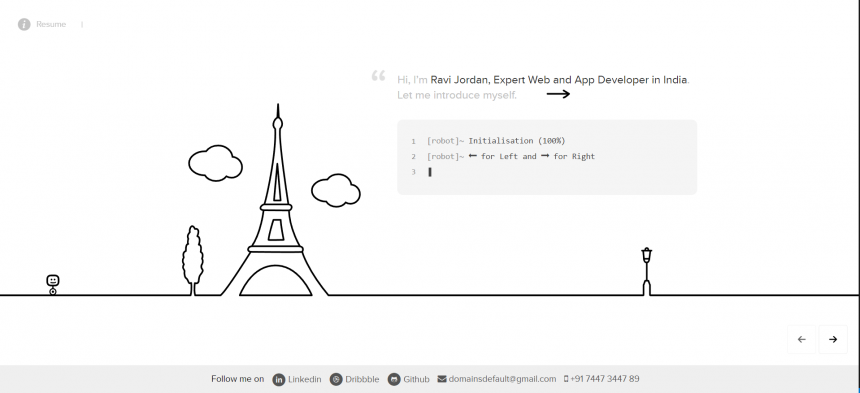 Resume
“ Hi, I'm Ravi Jordan, Expert Web and App Developer in India.
Let me introduce myself. →
1 [robot]~ Initialisation (100%)
2 [robot]~ ← for Left and → for Right
3
Follow me on Linkedin Dribbble Github domainsdefault@gmail.com +91 7447 3447 89